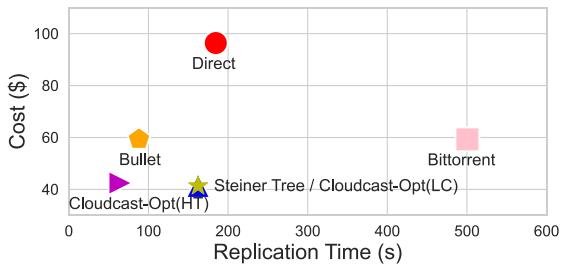 100
80
60
40
Cost ($)
Direct
Bullet
Bittorrent
Steiner Tree / Cloudcast-Opt(LC)
Cloudcast-Opt(HT)
0 100 200 300 400 500 600
Replication Time (s)